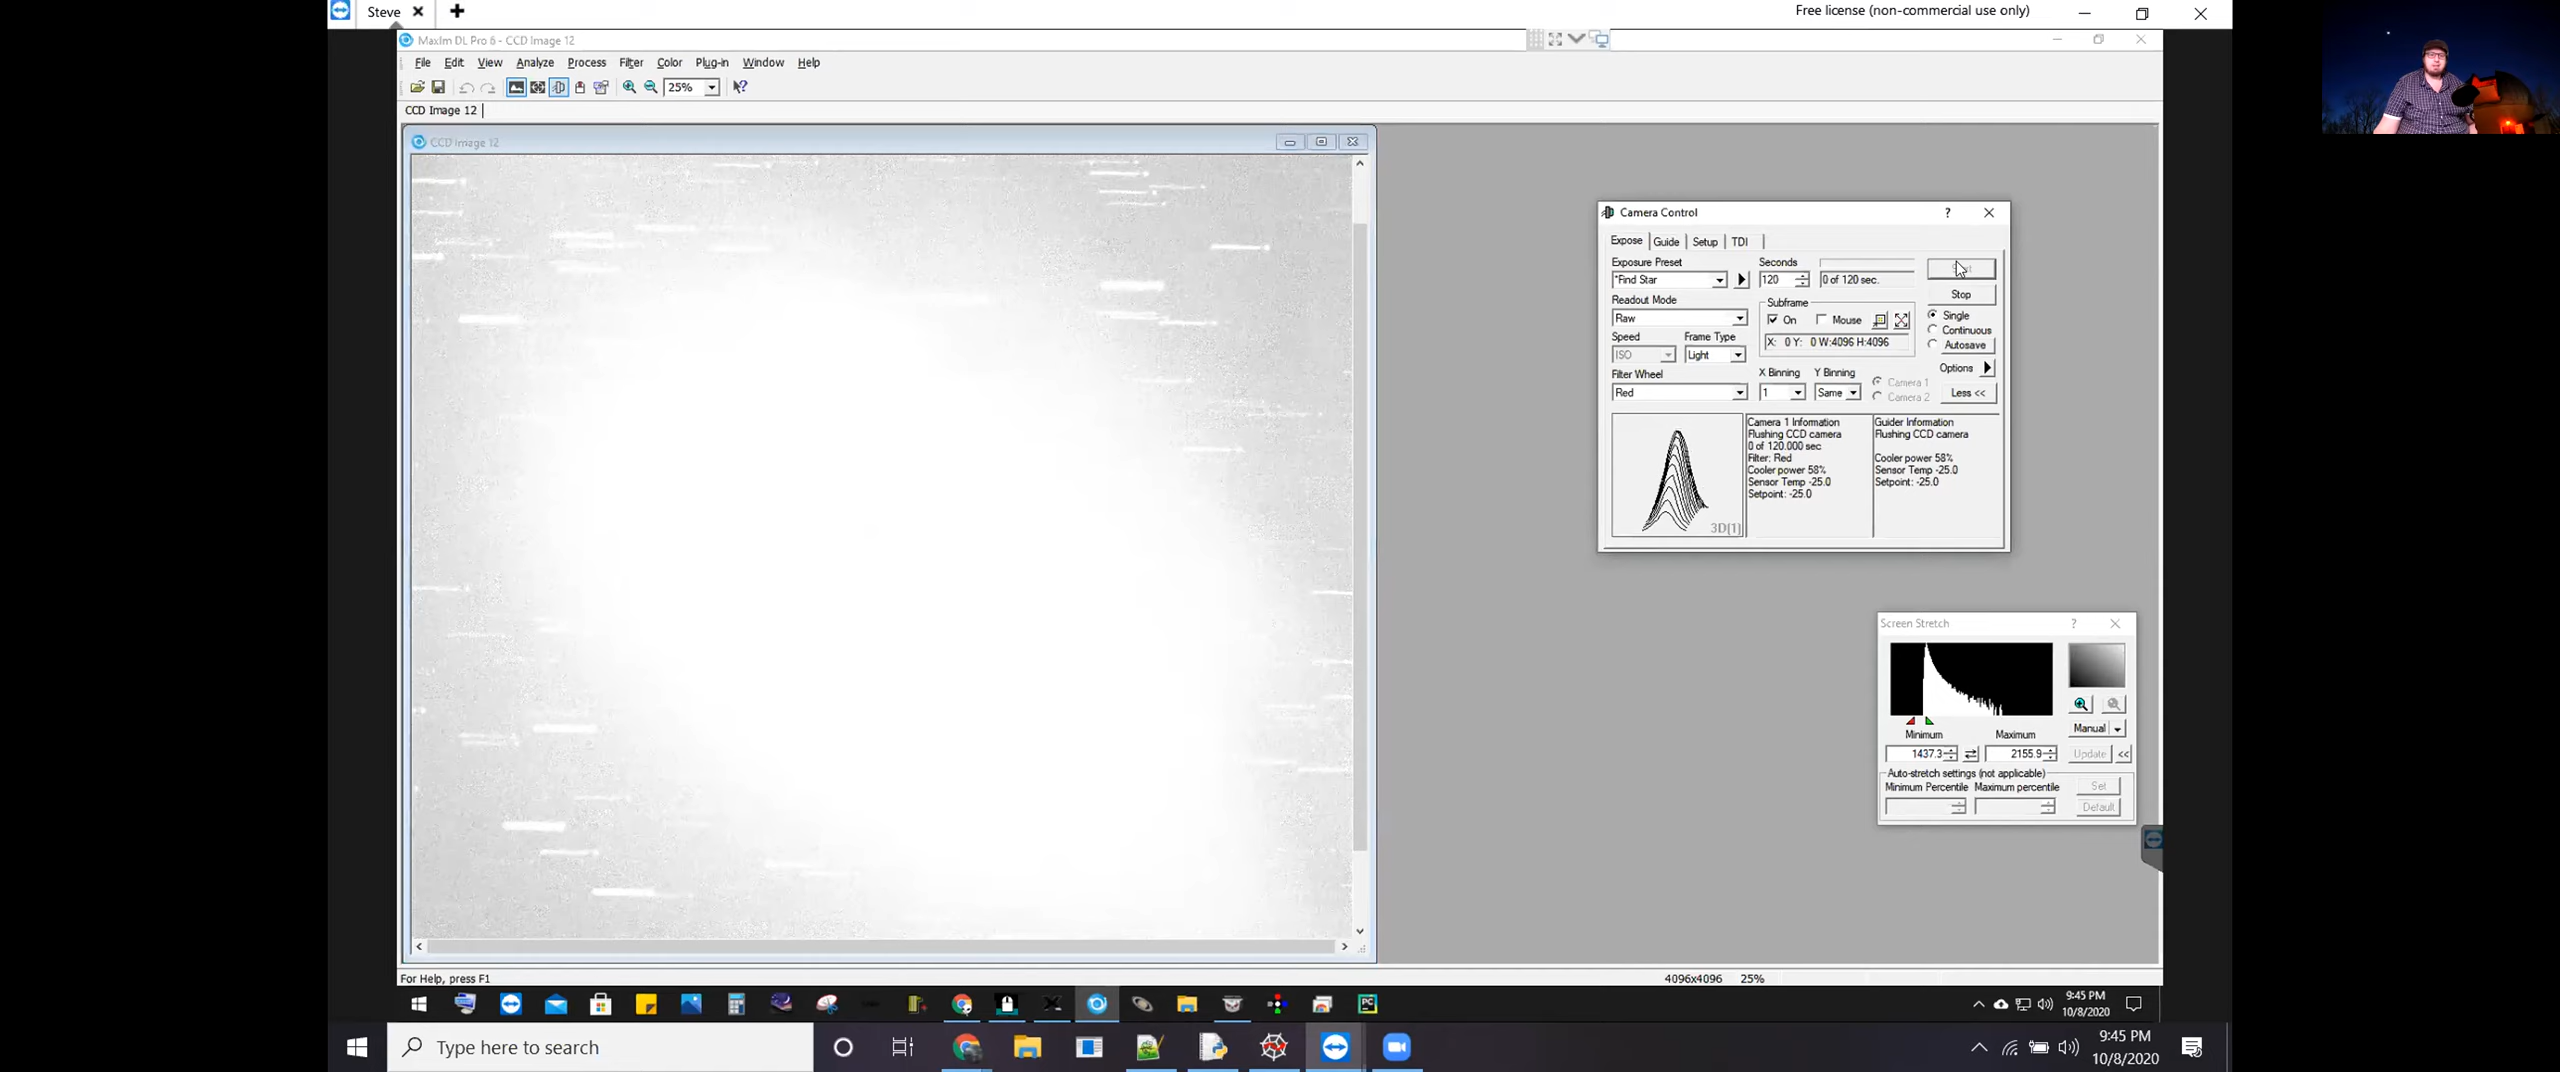 Steve
Free license (non-commercial use only)
MaxIm DL Pro 6 - CCD Image 12
File Edit View Analyze Process Filter Color Plug-in Window Help
25%
CCD Image 12
CCD Image 12
Camera Control
Expose Guide Setup TDI
Exposure Preset Seconds
*Find Star 120 0 of 120 sec.
Stop
Readout Mode Subframe
Raw On Mouse
Single
Continuous
Autosave
Speed Frame Type
X: 0 Y: 0 W:4096 H:4096
ISO Light
Options
Filter Wheel X Binning Y Binning
Camera 1
Camera 2
Red 1 Same
Less <<
3D[1]
Camera 1 Information
Flushing CCD camera
0 of 120.000 sec
Filter: Red
Cooler power 58%
Sensor Temp -25.0
Setpoint: -25.0
Guider Information
Flushing CCD camera
Cooler power 58%
Sensor Temp -25.0
Setpoint: -25.0
Screen Stretch
Manual
Minimum Maximum
1437.3 2155.9 Update <<
Auto-stretch settings (not applicable)
Minimum Percentile Maximum percentile
Set
Default
For Help, press F1
4096x4096 25%
PC
9:45 PM
10/8/2020
Type here to search
9:45 PM
10/8/2020